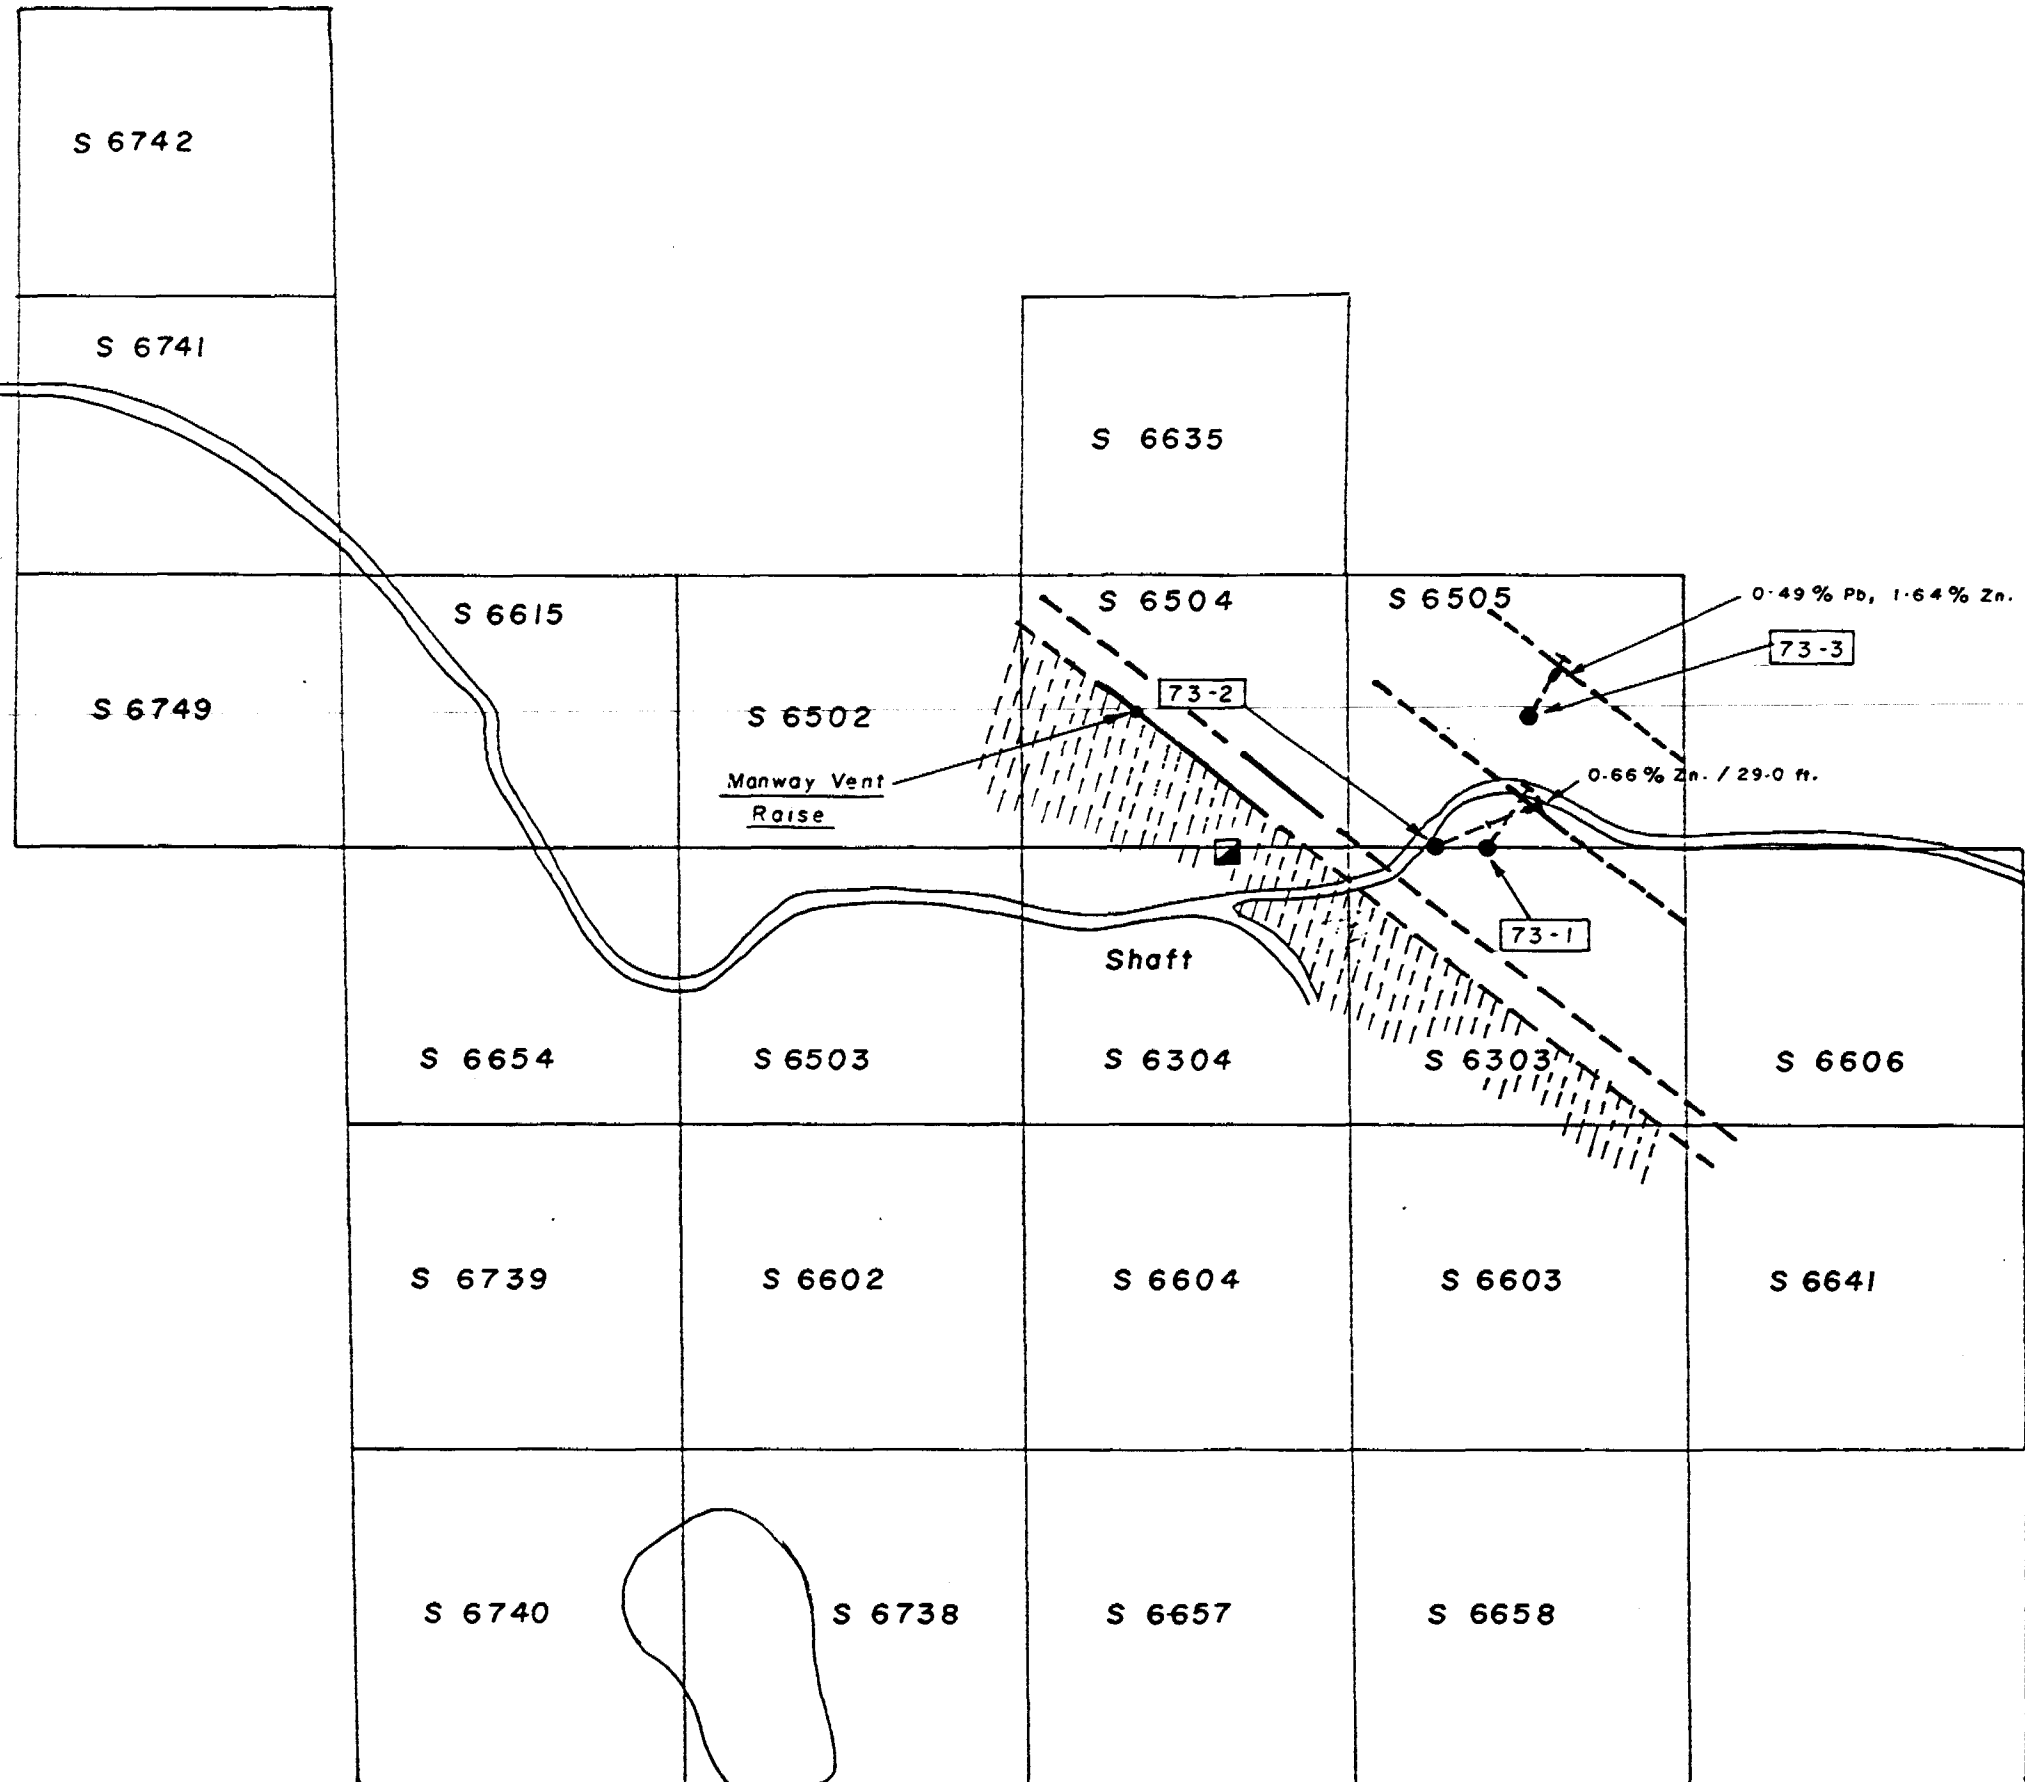 S 6742
S 6741
S 6635
S 6615
S 6504
S 6505
0.49% Pb, 1.64% Zn.
73-3
73-2
S 6749
S 6502
Manway Vent
Raise
0.66% Zn. / 29.0 ft.
73-1
Shaft
S 6654
S 6503
S 6304
S 6303
S 6606
S 6739
S 6602
S 6604
S 6603
S 6641
S 6740
S 6738
S 6657
S 6658